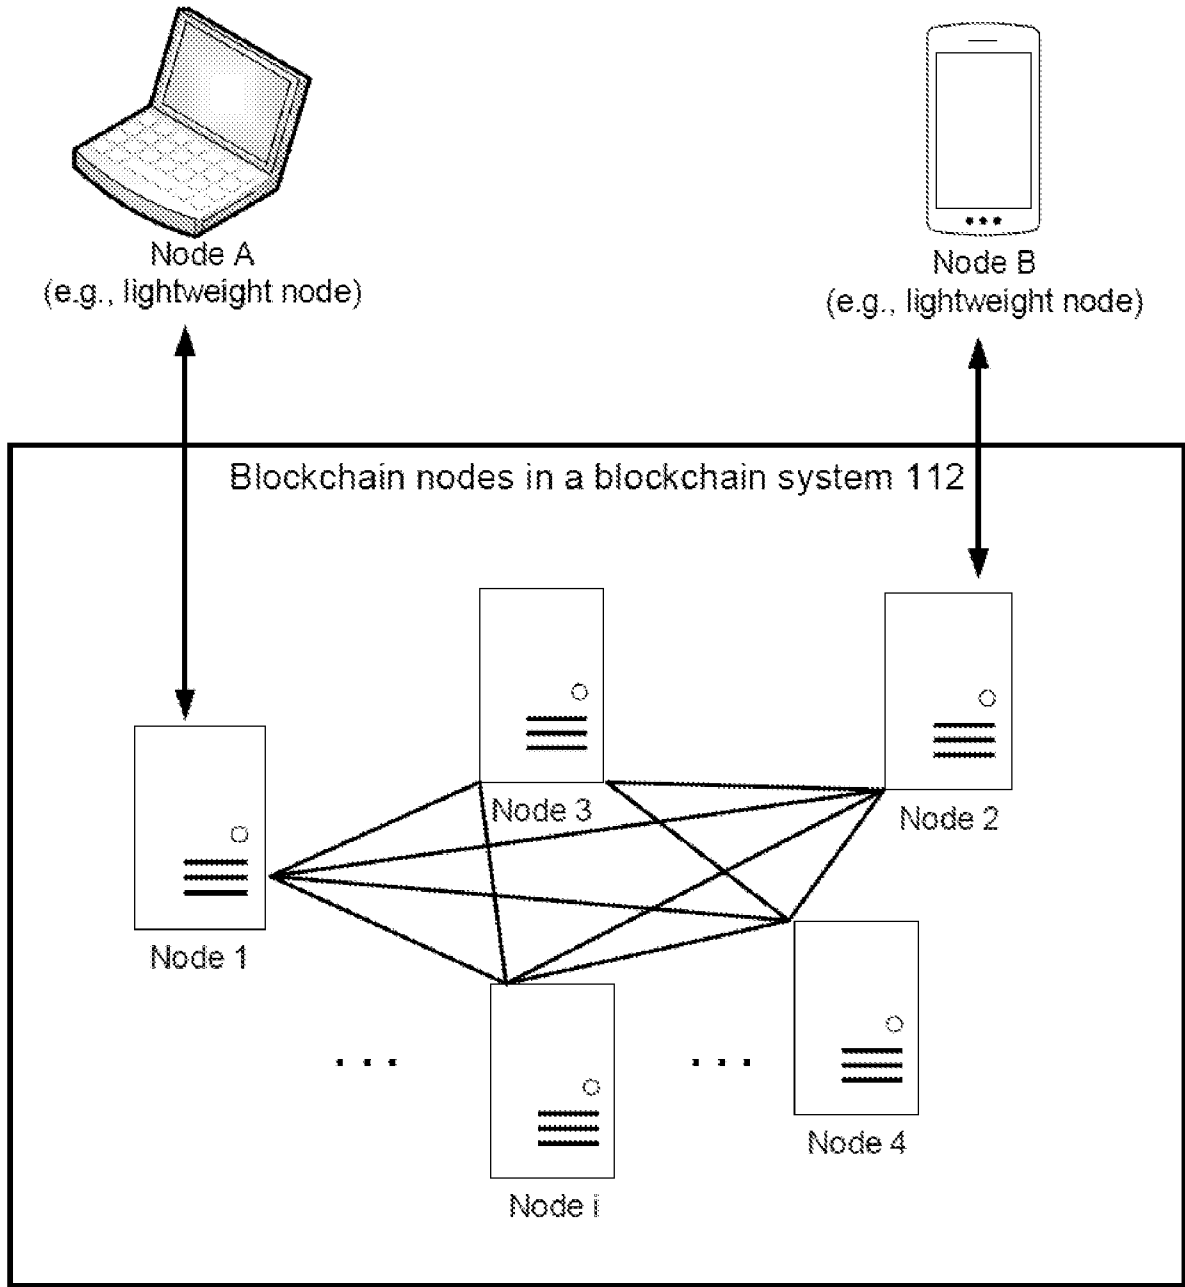 Node A
(e.g., lightweight node)
Node B
(e.g., lightweight node)
Blockchain nodes in a blockchain system 112
Node 3
Node 2
Node 1
. . .
. . .
Node 4
Node i